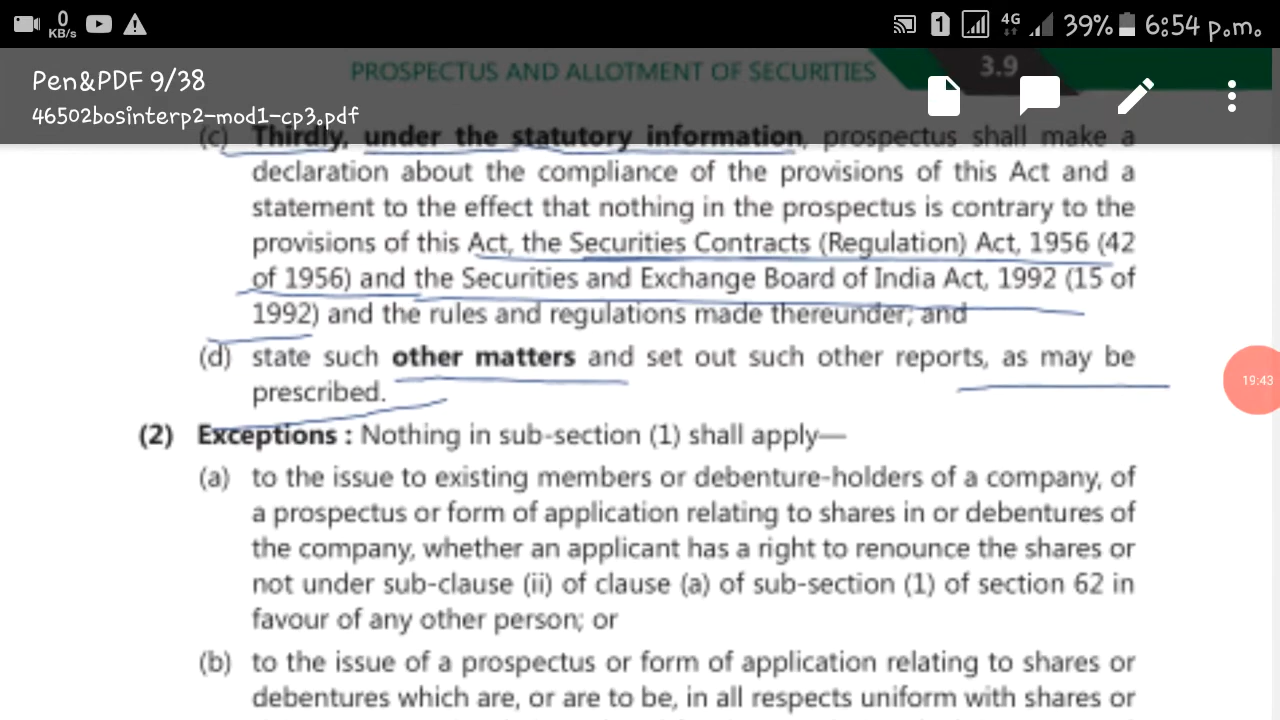 0 KB/s 1 4G 39% 6:54 p.m.
Pen&PDF 9/38
46502bosinterp2-mod1-cp3.pdf
PROSPECTUS AND ALLOTMENT OF SECURITIES 3.9
(c) Thirdly, under the statutory information, prospectus shall make a
declaration about the compliance of the provisions of this Act and a
statement to the effect that nothing in the prospectus is contrary to the
provisions of this Act, the Securities Contracts (Regulation) Act, 1956 (42
of 1956) and the Securities and Exchange Board of India Act, 1992 (15 of
1992) and the rules and regulations made thereunder; and
(d) state such other matters and set out such other reports, as may be
prescribed.
19:43
(2) Exceptions : Nothing in sub-section (1) shall apply—
(a) to the issue to existing members or debenture-holders of a company, of
a prospectus or form of application relating to shares in or debentures of
the company, whether an applicant has a right to renounce the shares or
not under sub-clause (ii) of clause (a) of sub-section (1) of section 62 in
favour of any other person; or
(b) to the issue of a prospectus or form of application relating to shares or
debentures which are, or are to be, in all respects uniform with shares or